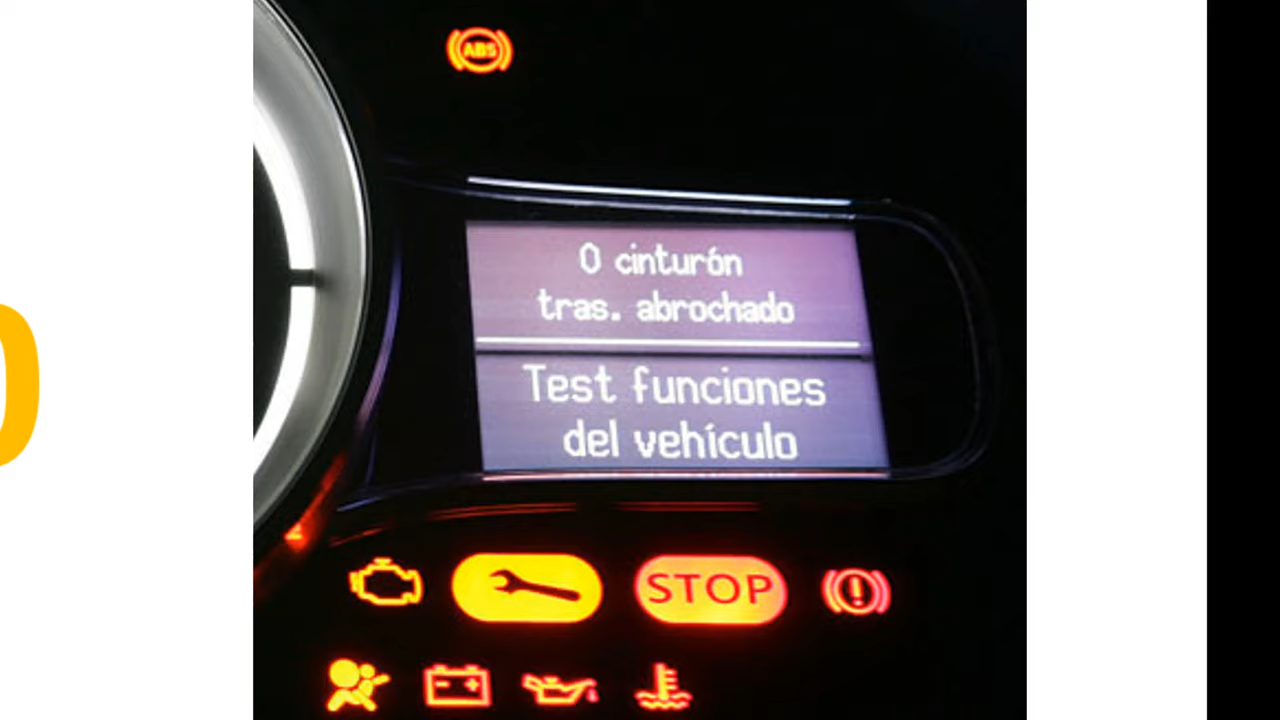 ABS
0 cinturón
tras. abrochado
Test funciones
del vehículo
STOP